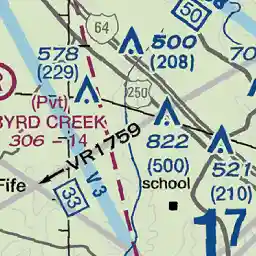 64
50
500
(208)
70
578
(229)
250
(Pvt)
BYRD CREEK
306 - 14
822
(500)
VR1759
521
(210)
Fife
33
V 3
school
17